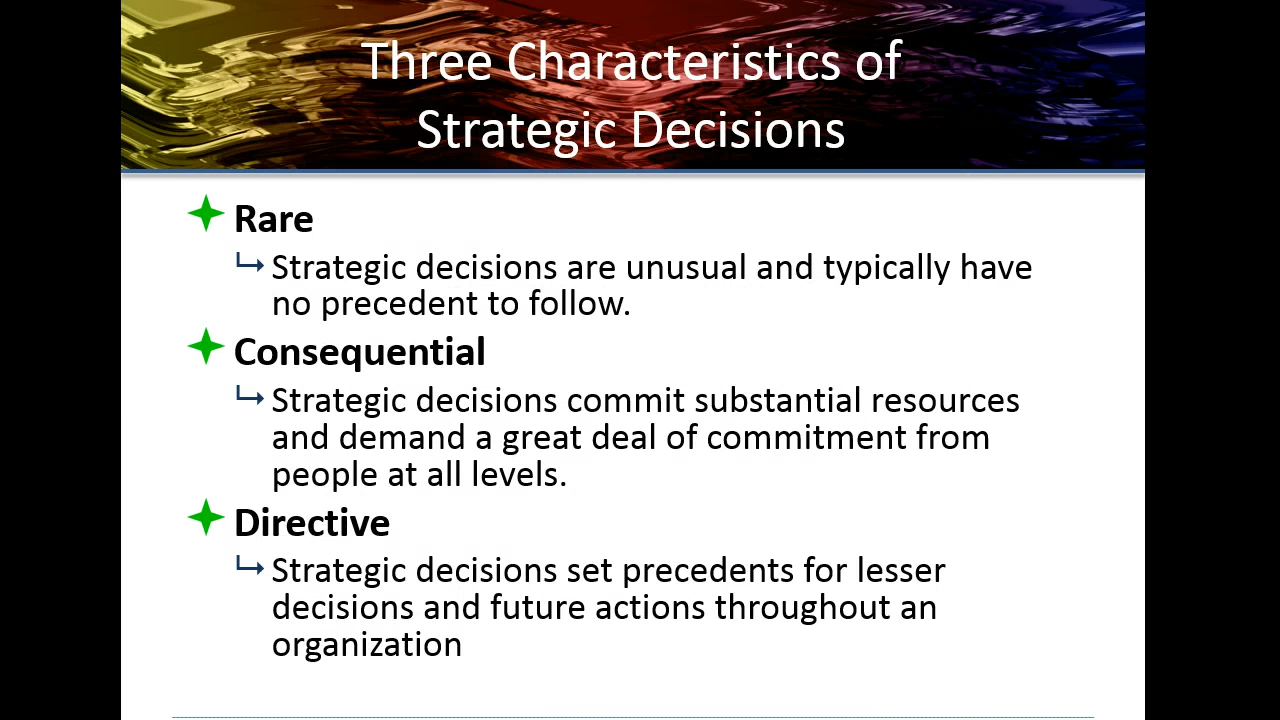 Three Characteristics of
Strategic Decisions
Rare
Strategic decisions are unusual and typically have
no precedent to follow.
Consequential
Strategic decisions commit substantial resources
and demand a great deal of commitment from
people at all levels.
Directive
Strategic decisions set precedents for lesser
decisions and future actions throughout an
organization